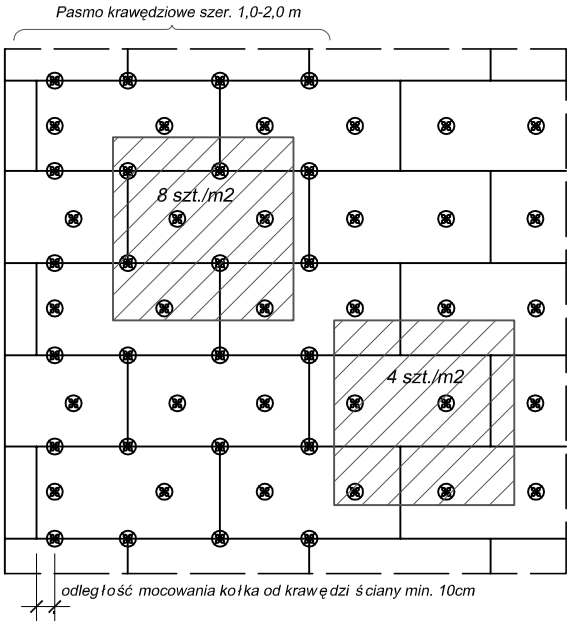 Pasmo krawędziowe szer. 1,0-2,0 m
8 szt./m2
4 szt./m2
odległość mocowania kołka od krawędzi ściany min. 10cm